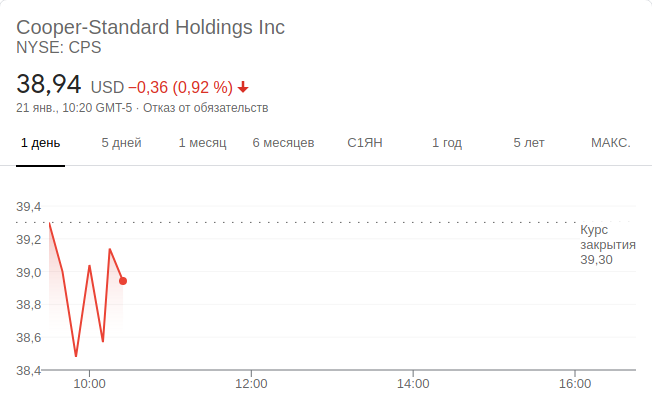 Cooper-Standard Holdings Inc
NYSE: CPS
38,94 USD −0,36 (0,92 %)
21 янв., 10:20 GMT-5 · Отказ от обязательств
1 день 5 дней 1 месяц 6 месяцев С1ЯН 1 год 5 лет МАКС.
39,4
Курс
39,2
закрытия
39,30
39,0
38,8
38,6
38,4
10:00 12:00 14:00 16:00